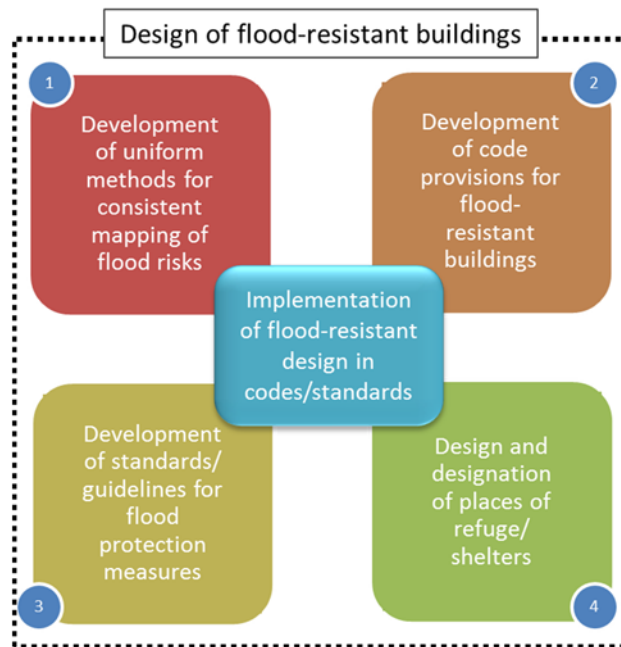 Design of flood-resistant buildings
1
Development
of uniform
methods for
consistent
mapping of
flood risks
2
Development
of code
provisions for
flood-
resistant
buildings
Implementation
of flood-resistant
design in
codes/standards
Development
of standards/
guidelines for
flood
protection
measures
3
Design and
designation
of places of
refuge/
shelters
4